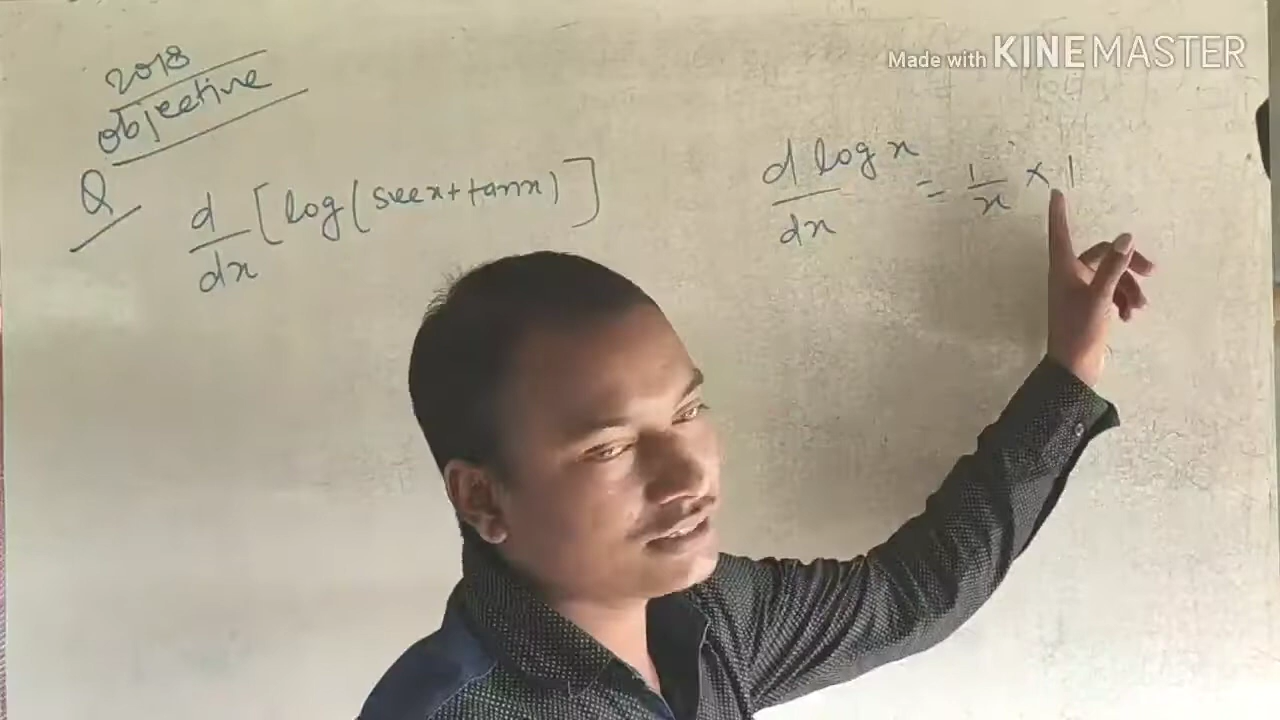 2018
objective
Q
d/dx [log(secx+tanx)]
d log x/dx = 1/x × 1
Made with KINEMASTER